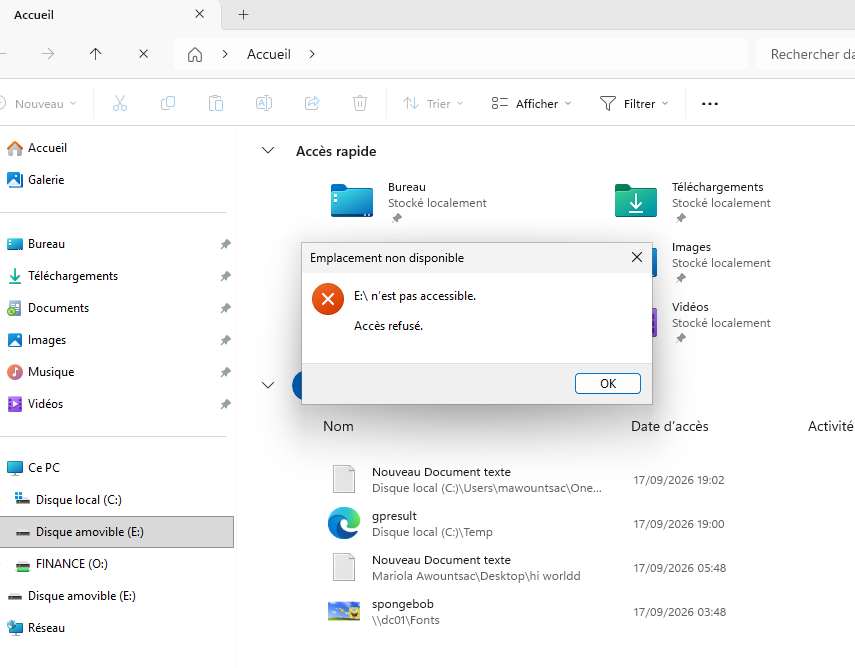 Accueil
Accueil
Rechercher da
Nouveau
Trier
Afficher
Filtrer
Accueil
Galerie
Bureau
Téléchargements
Documents
Images
Musique
Vidéos
Ce PC
Disque local (C:)
Disque amovible (E:)
FINANCE (O:)
Disque amovible (E:)
Réseau
Accès rapide
Bureau
Stocké localement
Téléchargements
Stocké localement
Images
Stocké localement
Vidéos
Stocké localement
Emplacement non disponible
E:\ n’est pas accessible.
Accès refusé.
OK
Nom
Date d’accès
Activité
Nouveau Document texte
Disque local (C:)\Users\mawountsac\One...
17/09/2026 19:02
gpresult
Disque local (C:)\Temp
17/09/2026 19:00
Nouveau Document texte
Mariola Awountsac\Desktop\hi worldd
17/09/2026 05:48
spongebob
\\dc01\Fonts
17/09/2026 03:48